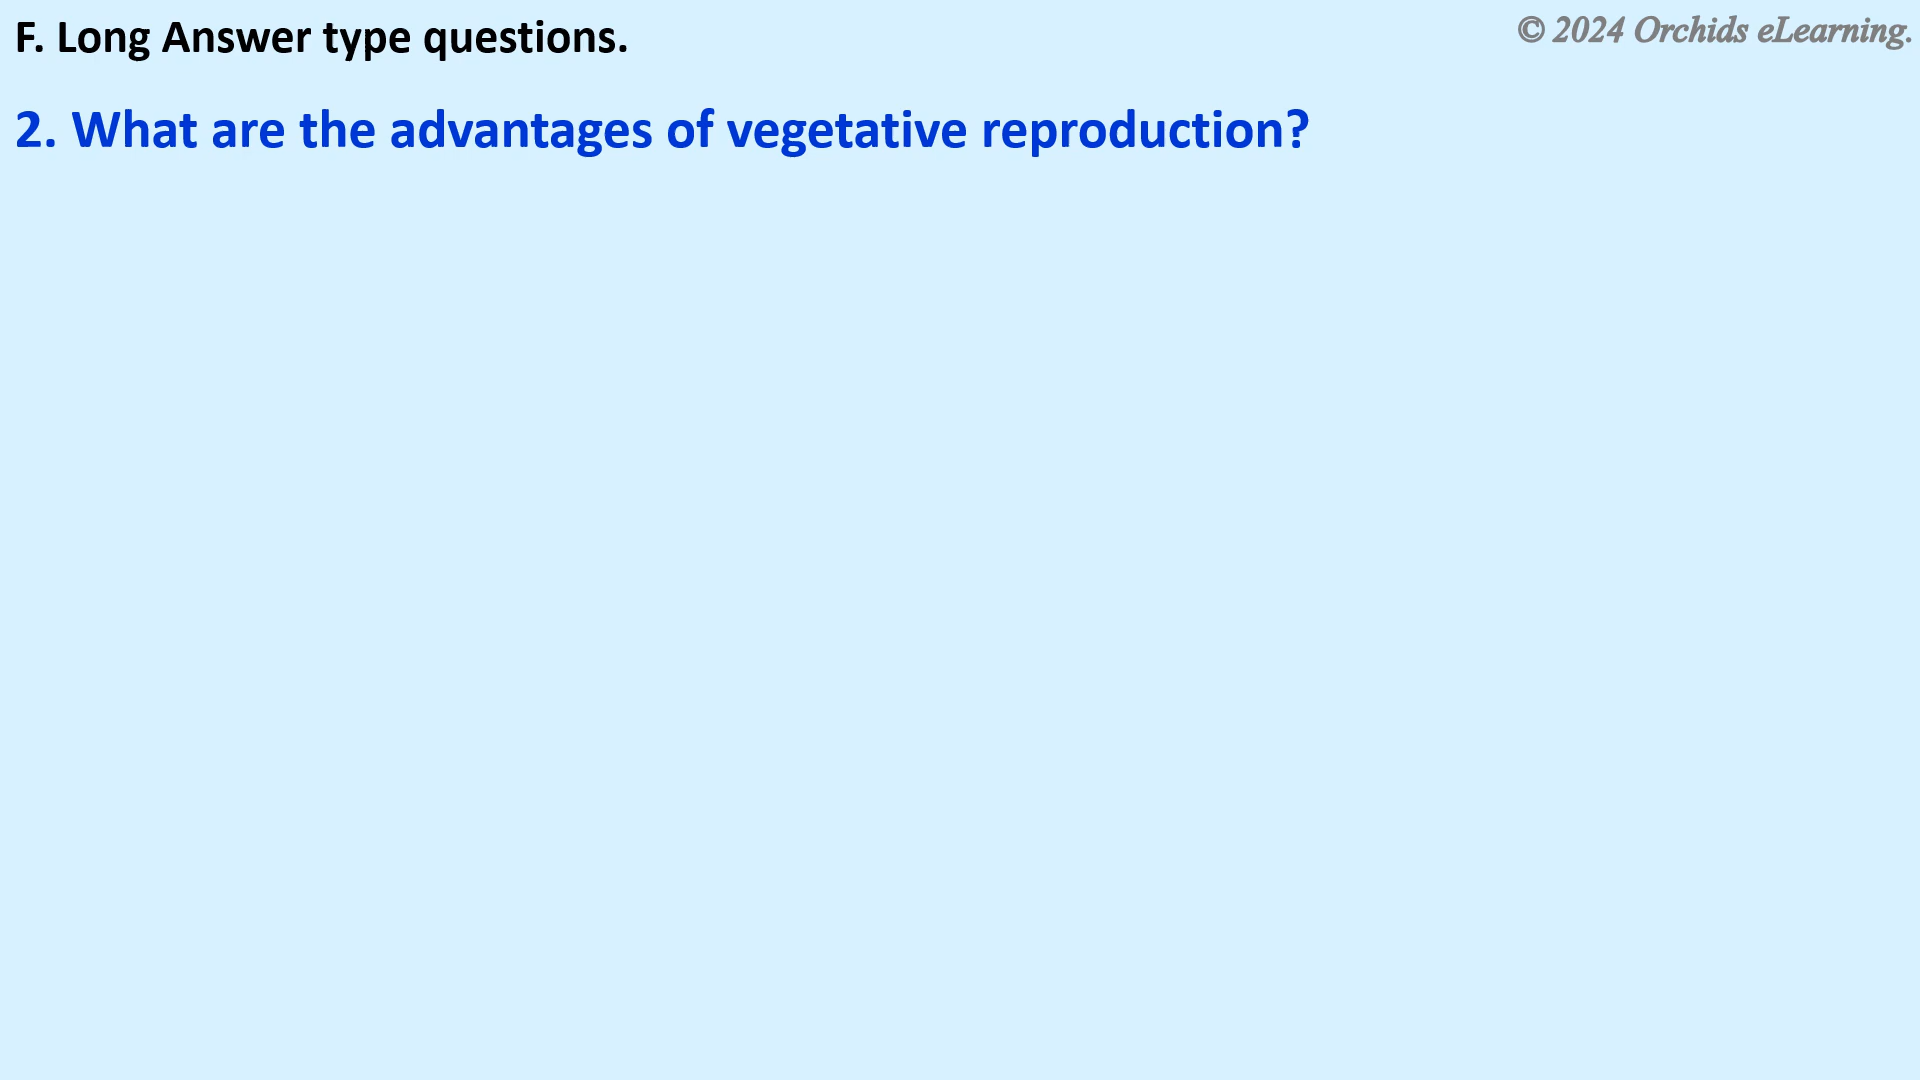 F. Long Answer type questions.
© 2024 Orchids eLearning.
2. What are the advantages of vegetative reproduction?